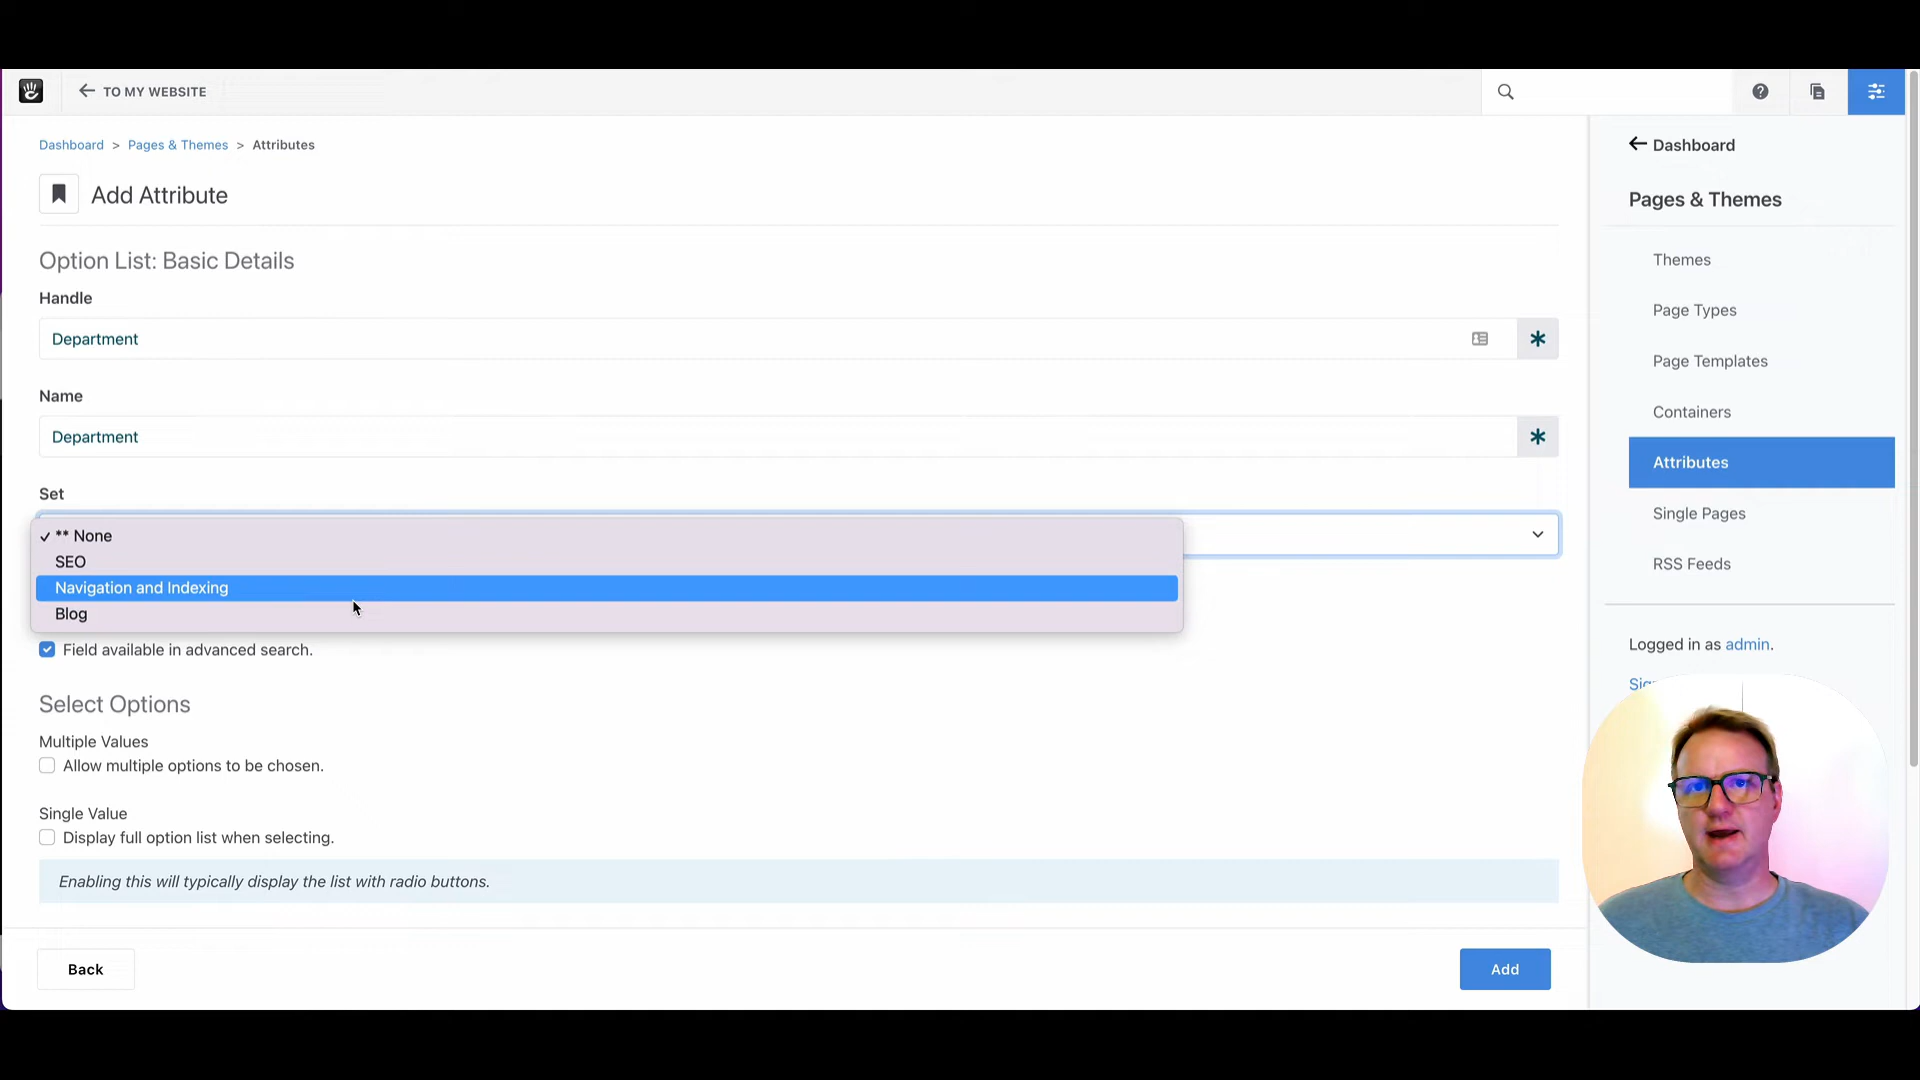 TO MY WEBSITE
Dashboard > Pages & Themes > Attributes
Add Attribute
Option List: Basic Details
Handle
Department
Name
Department
Set
✓ ** None
SEO
Navigation and Indexing
Blog
Field available in advanced search.
Select Options
Multiple Values
Allow multiple options to be chosen.
Single Value
Display full option list when selecting.
Enabling this will typically display the list with radio buttons.
Back
Add
Dashboard
Pages & Themes
Themes
Page Types
Page Templates
Containers
Attributes
Single Pages
RSS Feeds
Logged in as admin.